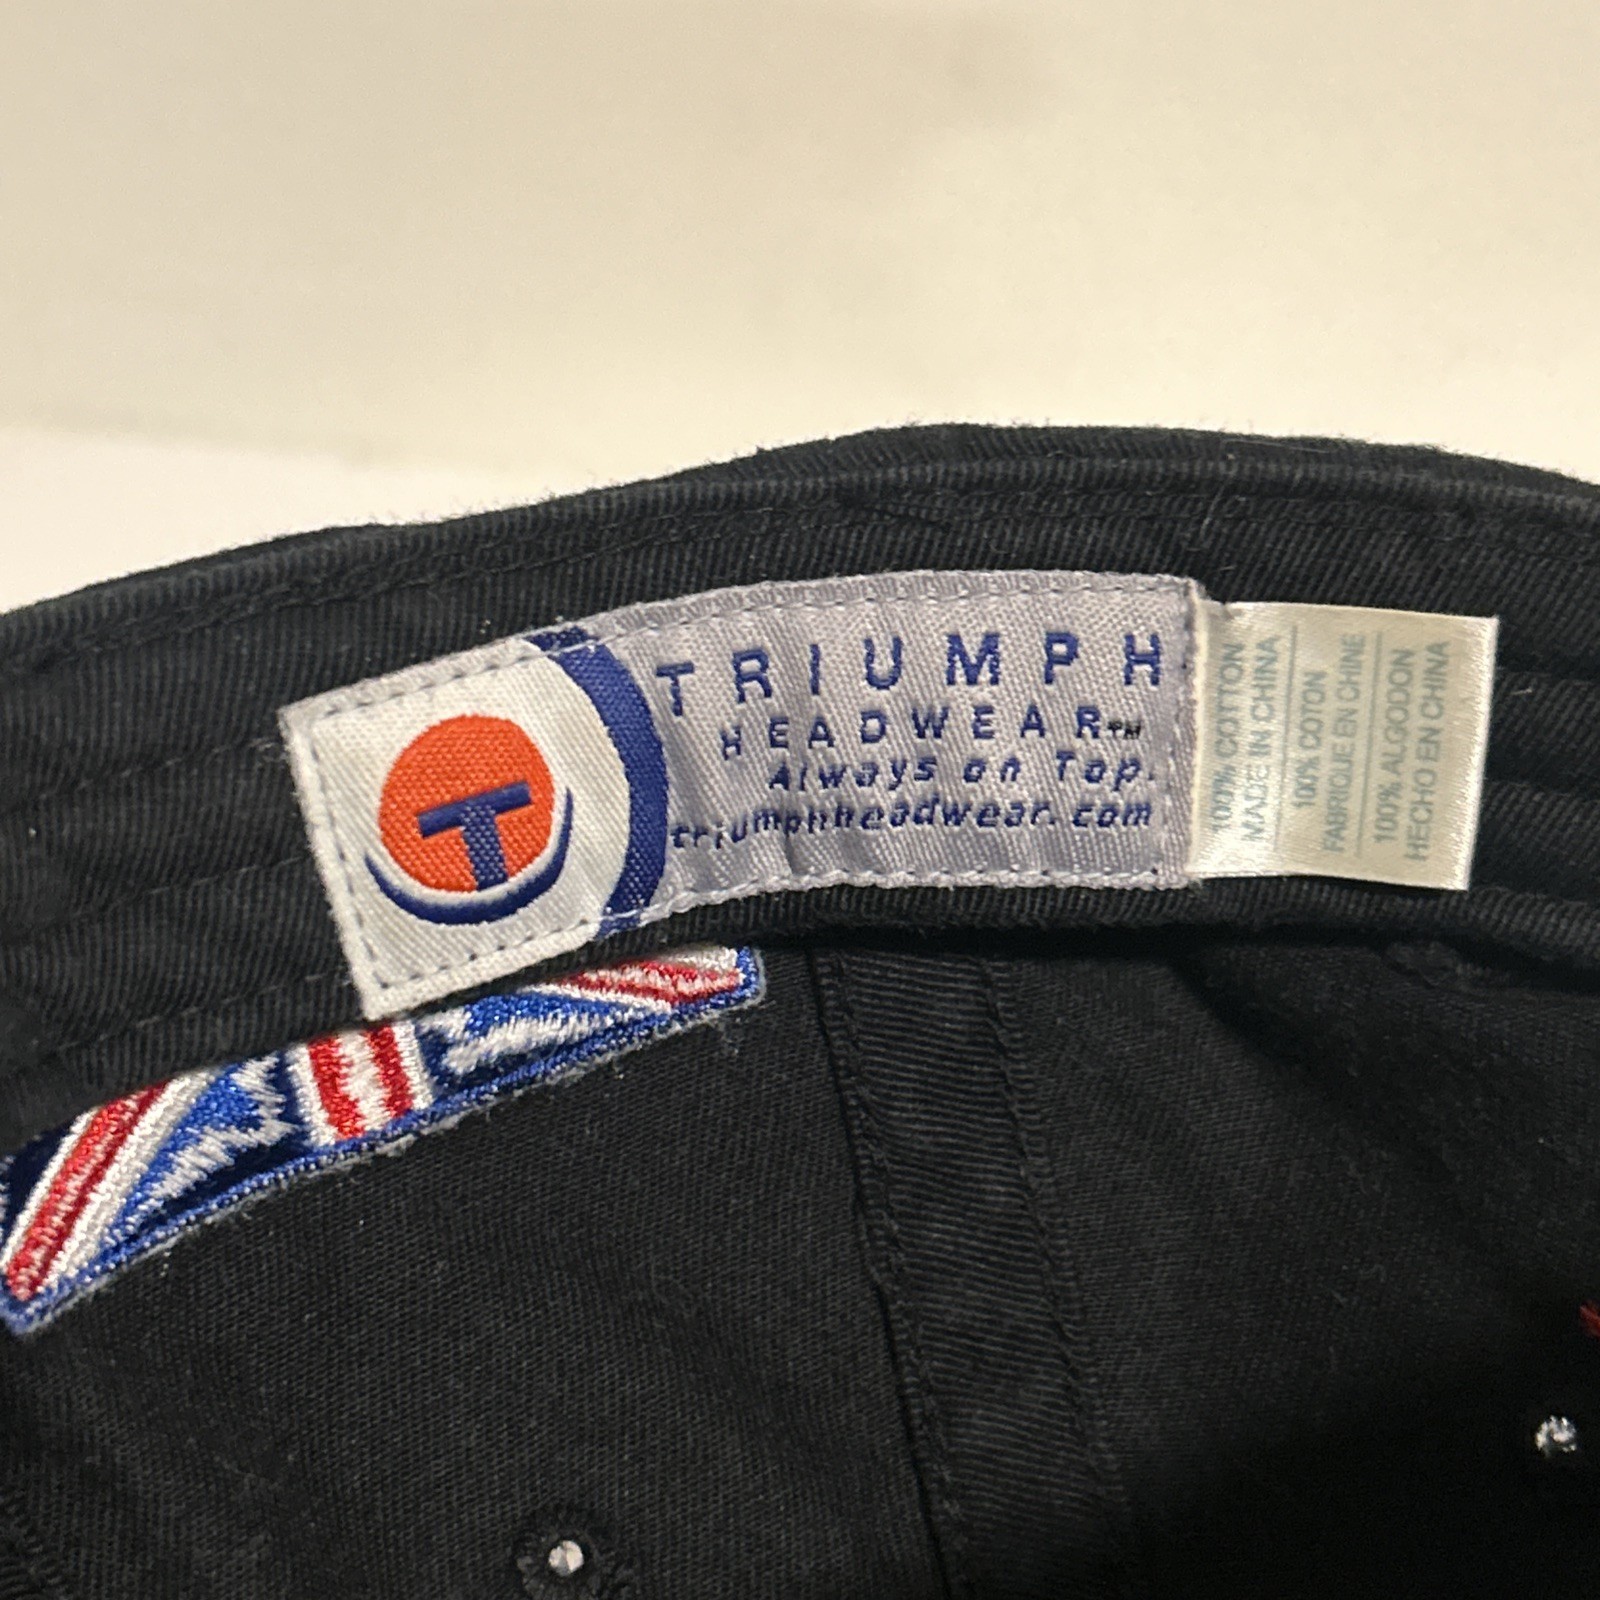 T
TRIUMPH
HEADWEAR™
Always on Top.
triumphheadwear.com
100% COTTON
MADE IN CHINA
100% COTON
FABRIQUE EN CHINE
100% ALGODON
HECHO EN CHINA